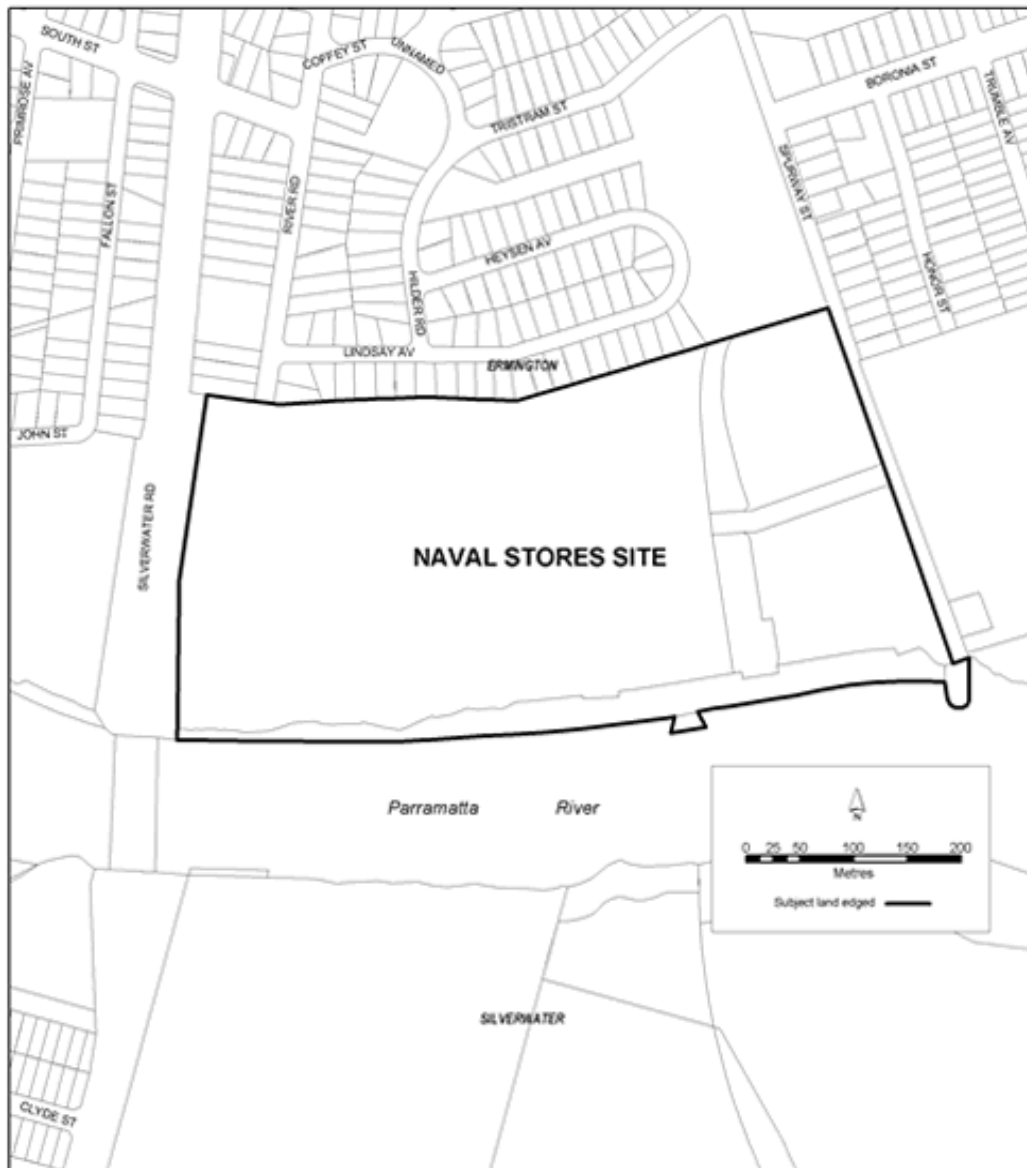 SOUTH ST
COFFEY ST
UNNAMED
BORONIA ST
PRIMROSE AV
TRISTRAM ST
TRUMBLE AV
FALLON ST
RIVER RD
SPURWAY ST
HEYSEN AV
HILDER RD
HONOR ST
LINDSAY AV
ERMINGTON
JOHN ST
SILVERWATER RD
NAVAL STORES SITE
Parramatta River
N
0 25 50 100 150 200
Metres
Subject land edged
SILVERWATER
CLYDE ST